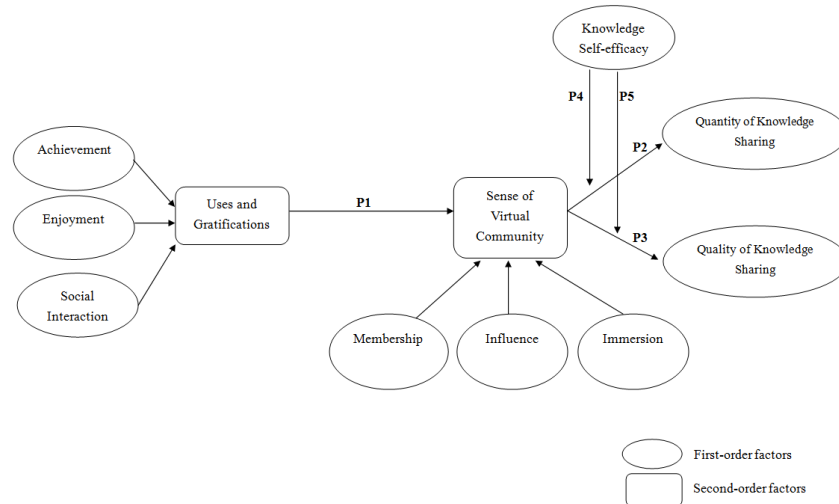 Knowledge
Self-efficacy
P4
P5
Quantity of Knowledge
Sharing
P2
Achievement
Uses and
Gratifications
P1
Sense of
Virtual
Community
Enjoyment
P3
Quality of Knowledge
Sharing
Social
Interaction
Membership
Influence
Immersion
First-order factors
Second-order factors